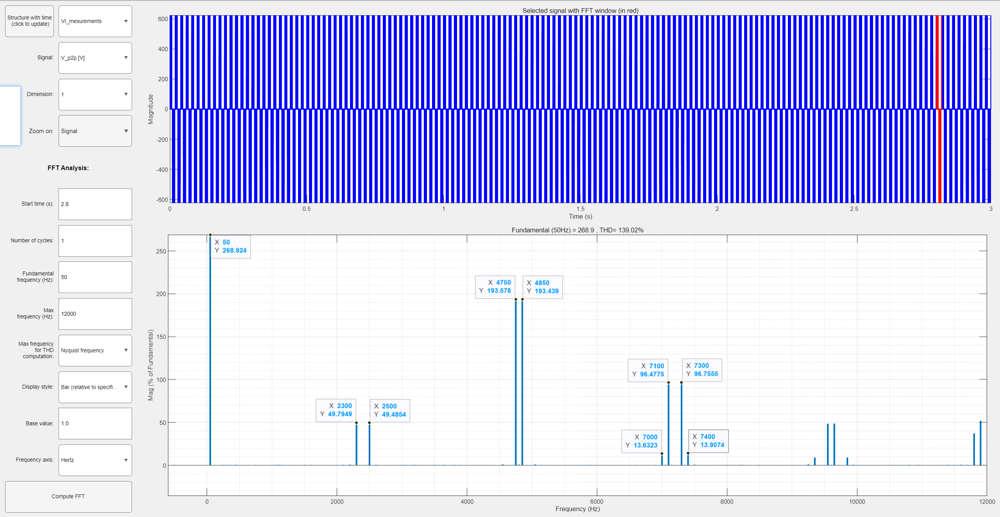 Structure with time
(click to update)
VI_mesurements
Signal:
V_p2p [V]
Dimension:
1
Zoom on:
Signal
FFT Analysis:
Start time (s):
2.8
Number of cycles:
1
Fundamental
frequency (Hz):
50
Max
frequency (Hz):
12000
Max frequency
for THD
computation:
Nyquist frequency
Display style:
Bar (relative to specifi...
Base value:
1.0
Frequency axis:
Hertz
Compute FFT
Selected signal with FFT window (in red)
Magnitude
600
400
200
0
-200
-400
-600
0
0.5
1
1.5
2
2.5
3
Time (s)
Fundamental (50Hz) = 268.9 , THD= 139.02%
Mag (% of Fundamental)
250
200
150
100
50
0
X 50
Y 268.924
X 4750
Y 193.578
X 4850
Y 193.439
X 7100
Y 96.4775
X 7300
Y 96.7555
X 2300
Y 49.7949
X 2500
Y 49.4854
X 7000
Y 13.6323
X 7400
Y 13.9074
0
2000
4000
6000
8000
10000
12000
Frequency (Hz)